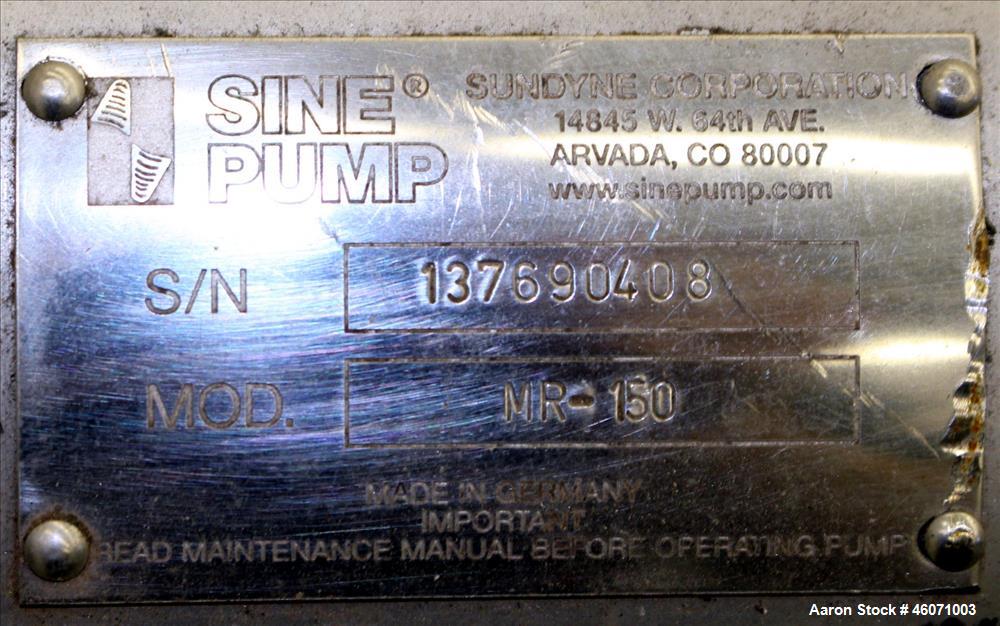 SINE®
PUMP
SUNDYNE CORPORATION
14845 W. 64th AVE.
ARVADA, CO 80007
www.sinepump.com
S/N 137690408
MOD. MR-150
MADE IN GERMANY
IMPORTANT
READ MAINTENANCE MANUAL BEFORE OPERATING PUMP
Aaron Stock # 46071003